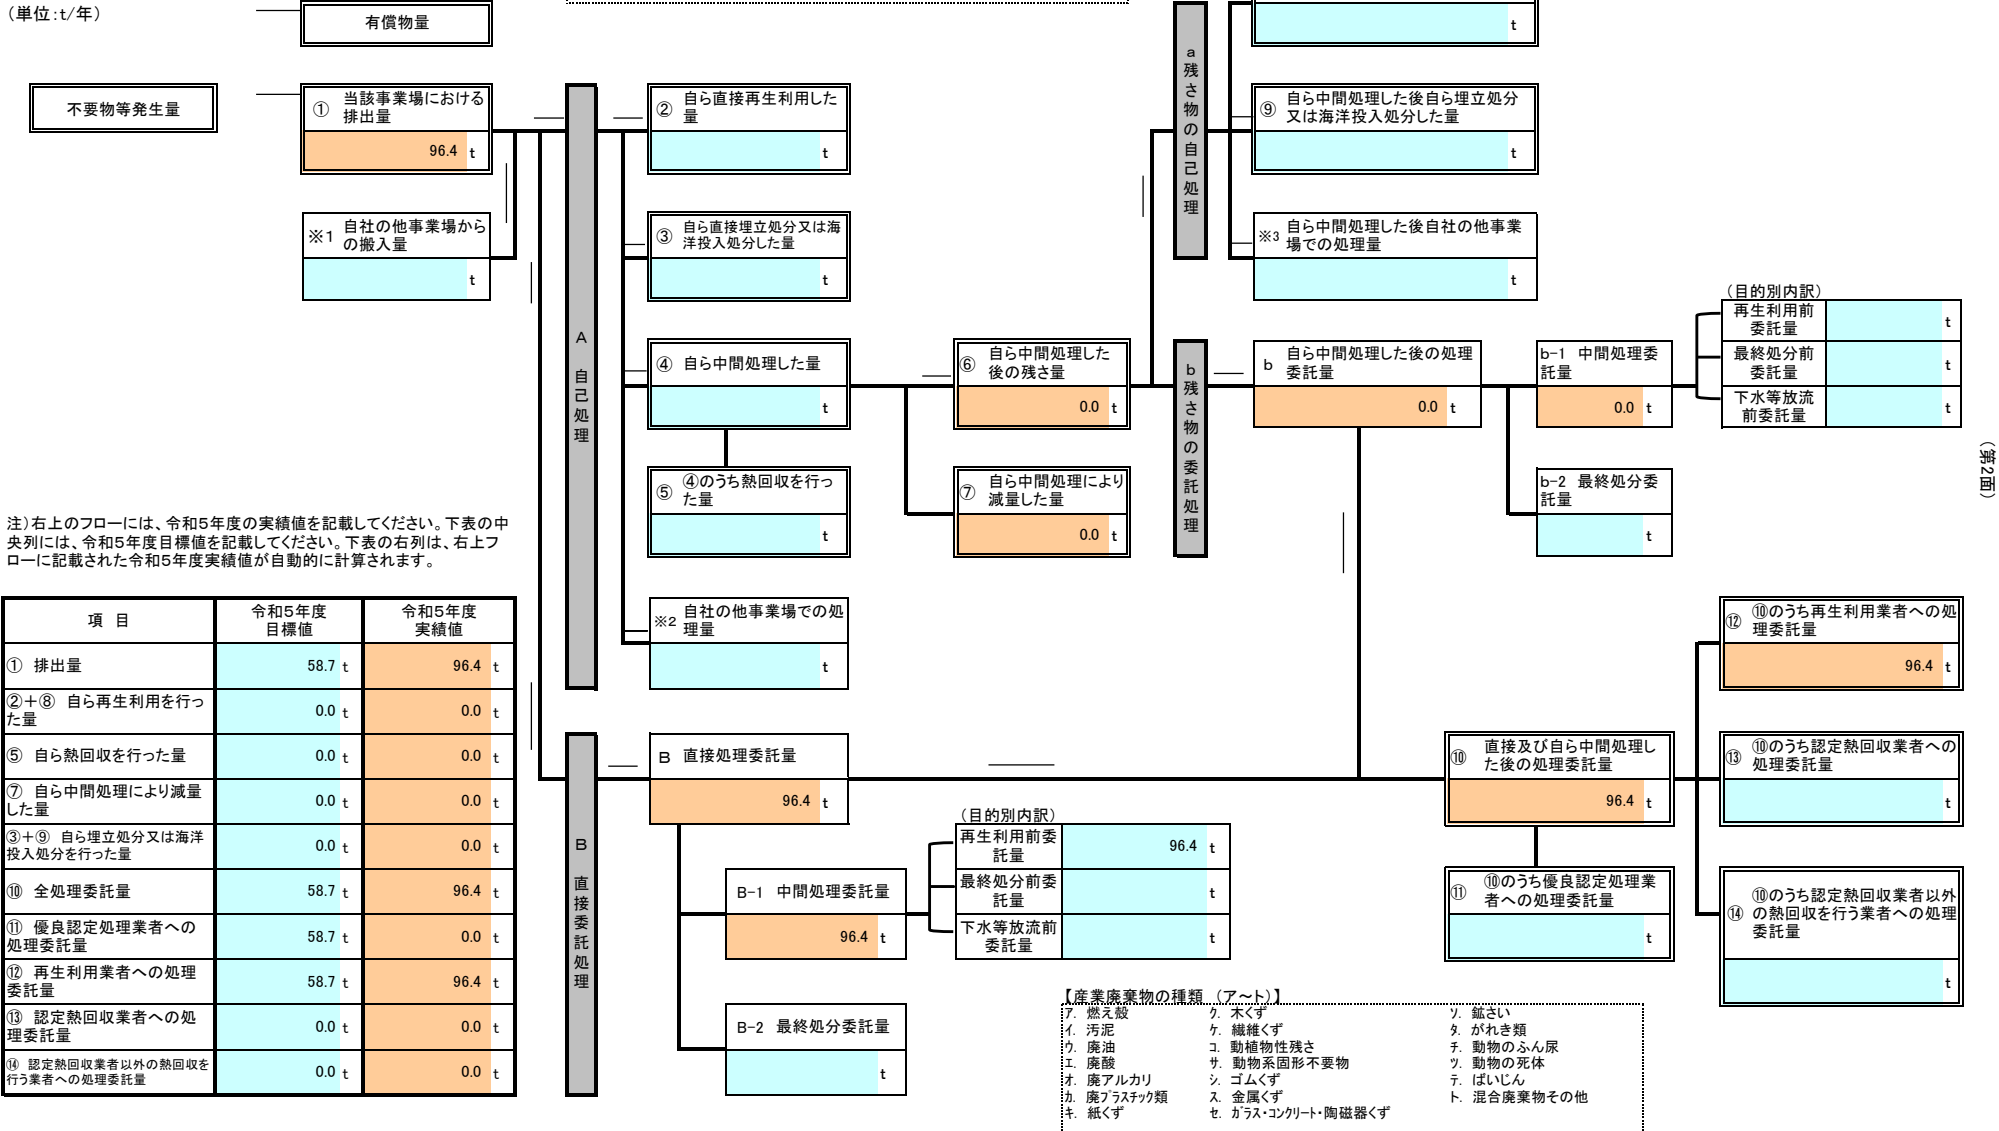 （単位：t/年）
有償物量
不要物等発生量
① 当該事業場における
排出量
96.4 t
※1 自社の他事業場から
の搬入量
t
A 自己処理
② 自ら直接再生利用した
量
t
③ 自ら直接埋立処分又は海
洋投入処分した量
t
④ 自ら中間処理した量
t
⑤ ④のうち熱回収を行っ
た量
t
※2 自社の他事業場での処
理量
t
⑥ 自ら中間処理した
後の残さ量
0.0 t
⑦ 自ら中間処理により
減量した量
0.0 t
a 残さ物の自己処理
t
⑨ 自ら中間処理した後自ら埋立処分
又は海洋投入処分した量
t
※3 自ら中間処理した後自社の他事業
場での処理量
t
b 残さ物の委託処理
b 自ら中間処理した後の処理
委託量
0.0 t
b-1 中間処理委
託量
0.0 t
b-2 最終処分委
託量
t
（目的別内訳）
再生利用前
委託量
t
最終処分前
委託量
t
下水等放流
前委託量
t
（第2面）
注）右上のフローには、令和5年度の実績値を記載してください。下表の中
央列には、令和5年度目標値を記載してください。下表の右列は、右上フ
ローに記載された令和5年度実績値が自動的に計算されます。
項 目 令和5年度
目標値 令和5年度
実績値
① 排出量 58.7 t 96.4 t
②＋⑧ 自ら再生利用を行っ
た量 0.0 t 0.0 t
⑤ 自ら熱回収を行った量 0.0 t 0.0 t
⑦ 自ら中間処理により減量
した量 0.0 t 0.0 t
③＋⑨ 自ら埋立処分又は海洋
投入処分を行った量 0.0 t 0.0 t
⑩ 全処理委託量 58.7 t 96.4 t
⑪ 優良認定処理業者への
処理委託量 58.7 t 0.0 t
⑫ 再生利用業者への処理
委託量 58.7 t 96.4 t
⑬ 認定熱回収業者への処
理委託量 0.0 t 0.0 t
⑭ 認定熱回収業者以外の熱回収を
行う業者への処理委託量 0.0 t 0.0 t
B 直接委託処理
B 直接処理委託量
96.4 t
B-1 中間処理委託量
96.4 t
B-2 最終処分委託量
t
（目的別内訳）
再生利用前委
託量
96.4 t
最終処分前委
託量
t
下水等放流前
委託量
t
⑩ 直接及び自ら中間処理し
た後の処理委託量
96.4 t
⑪ ⑩のうち優良認定処理業
者への処理委託量
t
⑫ ⑩のうち再生利用業者への処
理委託量
96.4 t
⑬ ⑩のうち認定熱回収業者への
処理委託量
t
⑭ ⑩のうち認定熱回収業者以外
の熱回収を行う業者への処理
委託量
t
【産業廃棄物の種類 （ア～ト）】
ア. 燃え殻 ク. 木くず ソ. 鉱さい
イ. 汚泥 ケ. 繊維くず タ. がれき類
ウ. 廃油 コ. 動植物性残さ チ. 動物のふん尿
エ. 廃酸 サ. 動物系固形不要物 ツ. 動物の死体
オ. 廃アルカリ シ. ゴムくず テ. ばいじん
カ. 廃プラスチック類 ス. 金属くず ト. 混合廃棄物その他
キ. 紙くず セ. ガラス・コンクリート・陶磁器くず